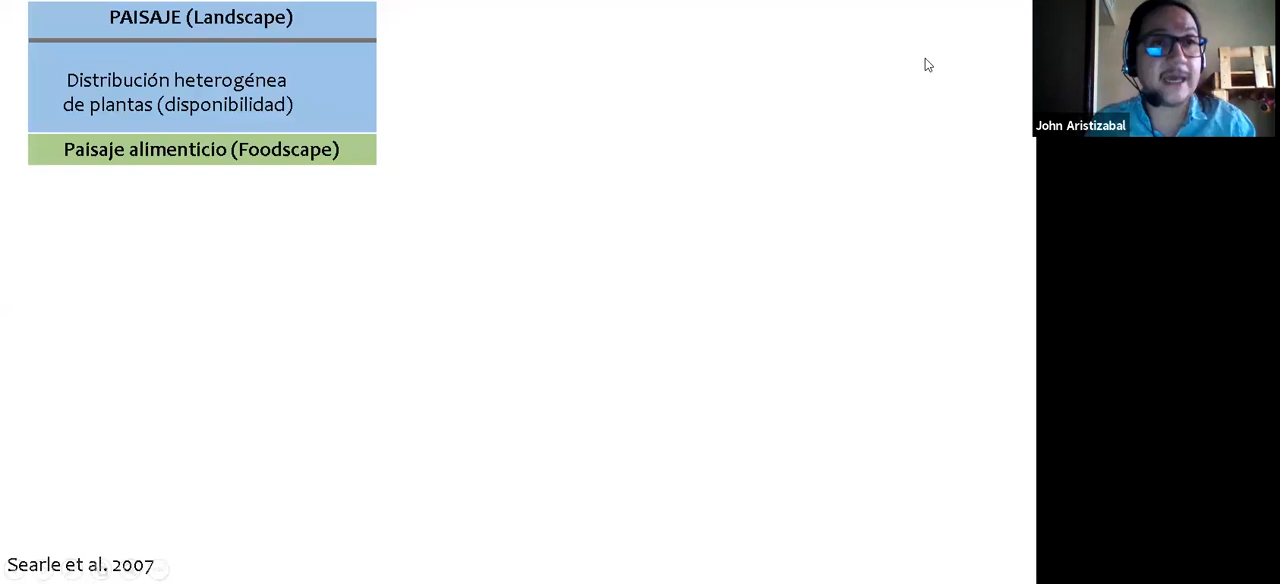 PAISAJE (Landscape)
Distribución heterogénea
de plantas (disponibilidad)
Paisaje alimenticio (Foodscape)
John Aristizabal
Searle et al. 2007